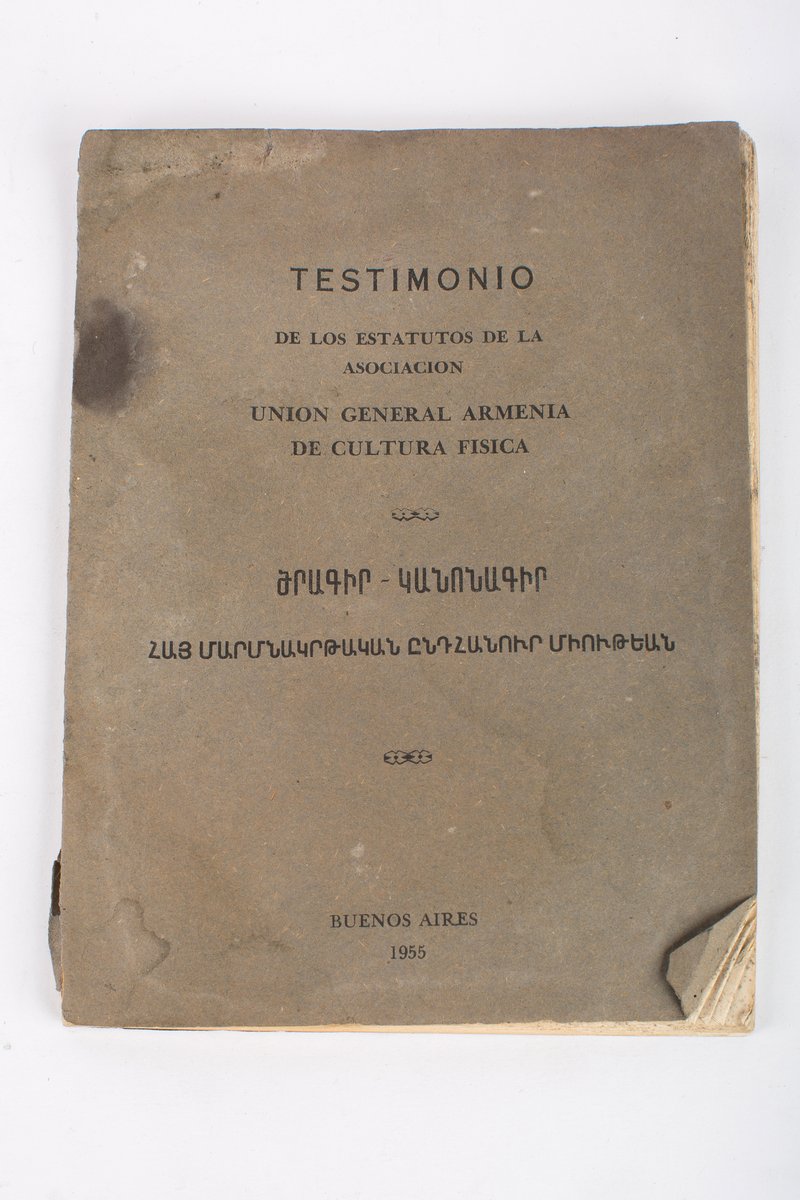 TESTIMONIO
DE LOS ESTATUTOS DE LA
ASOCIACION
UNION GENERAL ARMENIA
DE CULTURA FISICA
ԾՐԱԳԻՐ - ԿԱՆՈՆԱԳԻՐ
ՀԱՅ ՄԱՐՄՆԱԿՐԹԱԿԱՆ ԸՆԴՀԱՆՈՒՐ ՄԻՈՒԹԵԱՆ
BUENOS AIRES
1955